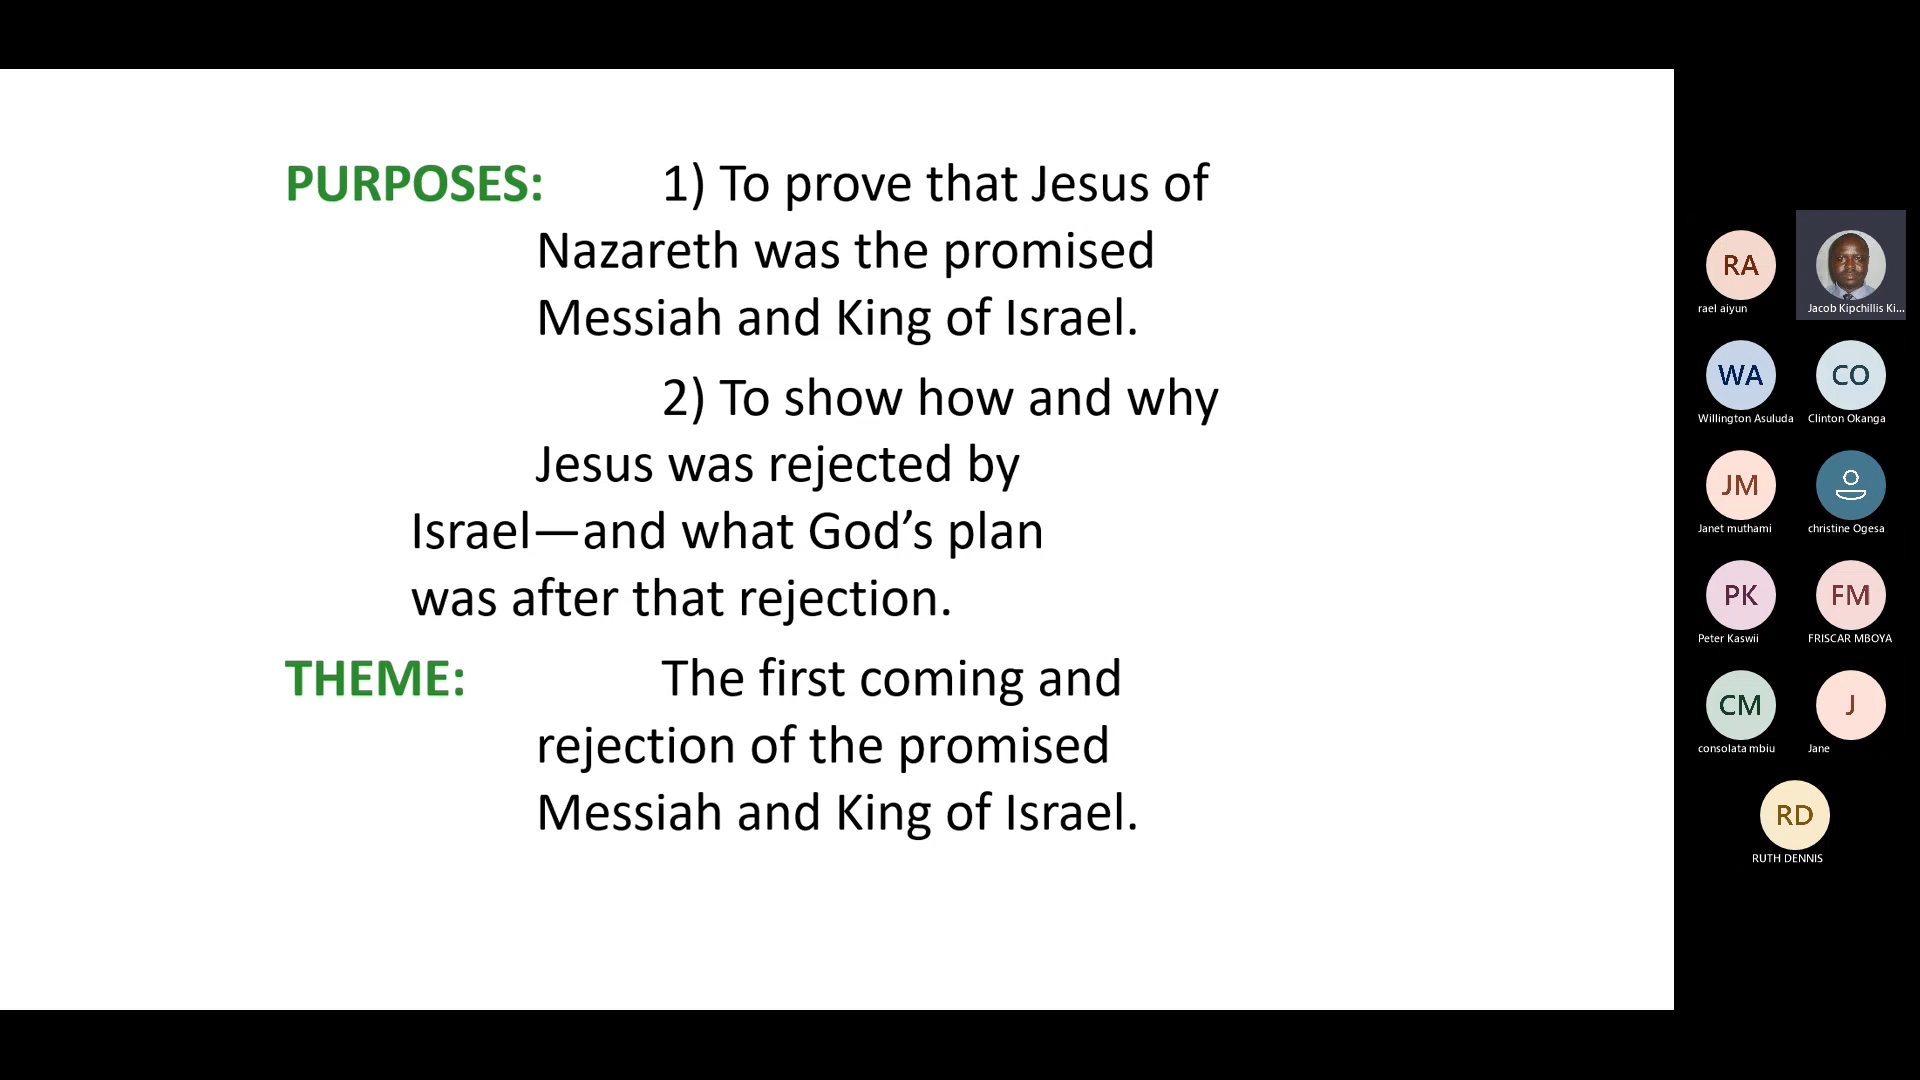 PURPOSES: 1) To prove that Jesus of
Nazareth was the promised
Messiah and King of Israel.
2) To show how and why
Jesus was rejected by
Israel—and what God’s plan
was after that rejection.
THEME: The first coming and
rejection of the promised
Messiah and King of Israel.
RA
rael aiyun
Jacob Kipchillis Ki...
WA
CO
Willington Asuluda
Clinton Okanga
JM
Janet muthami
christine Ogesa
PK
FM
Peter Kaswii
FRISCAR MBOYA
CM
J
consolata mbiu
Jane
RD
RUTH DENNIS